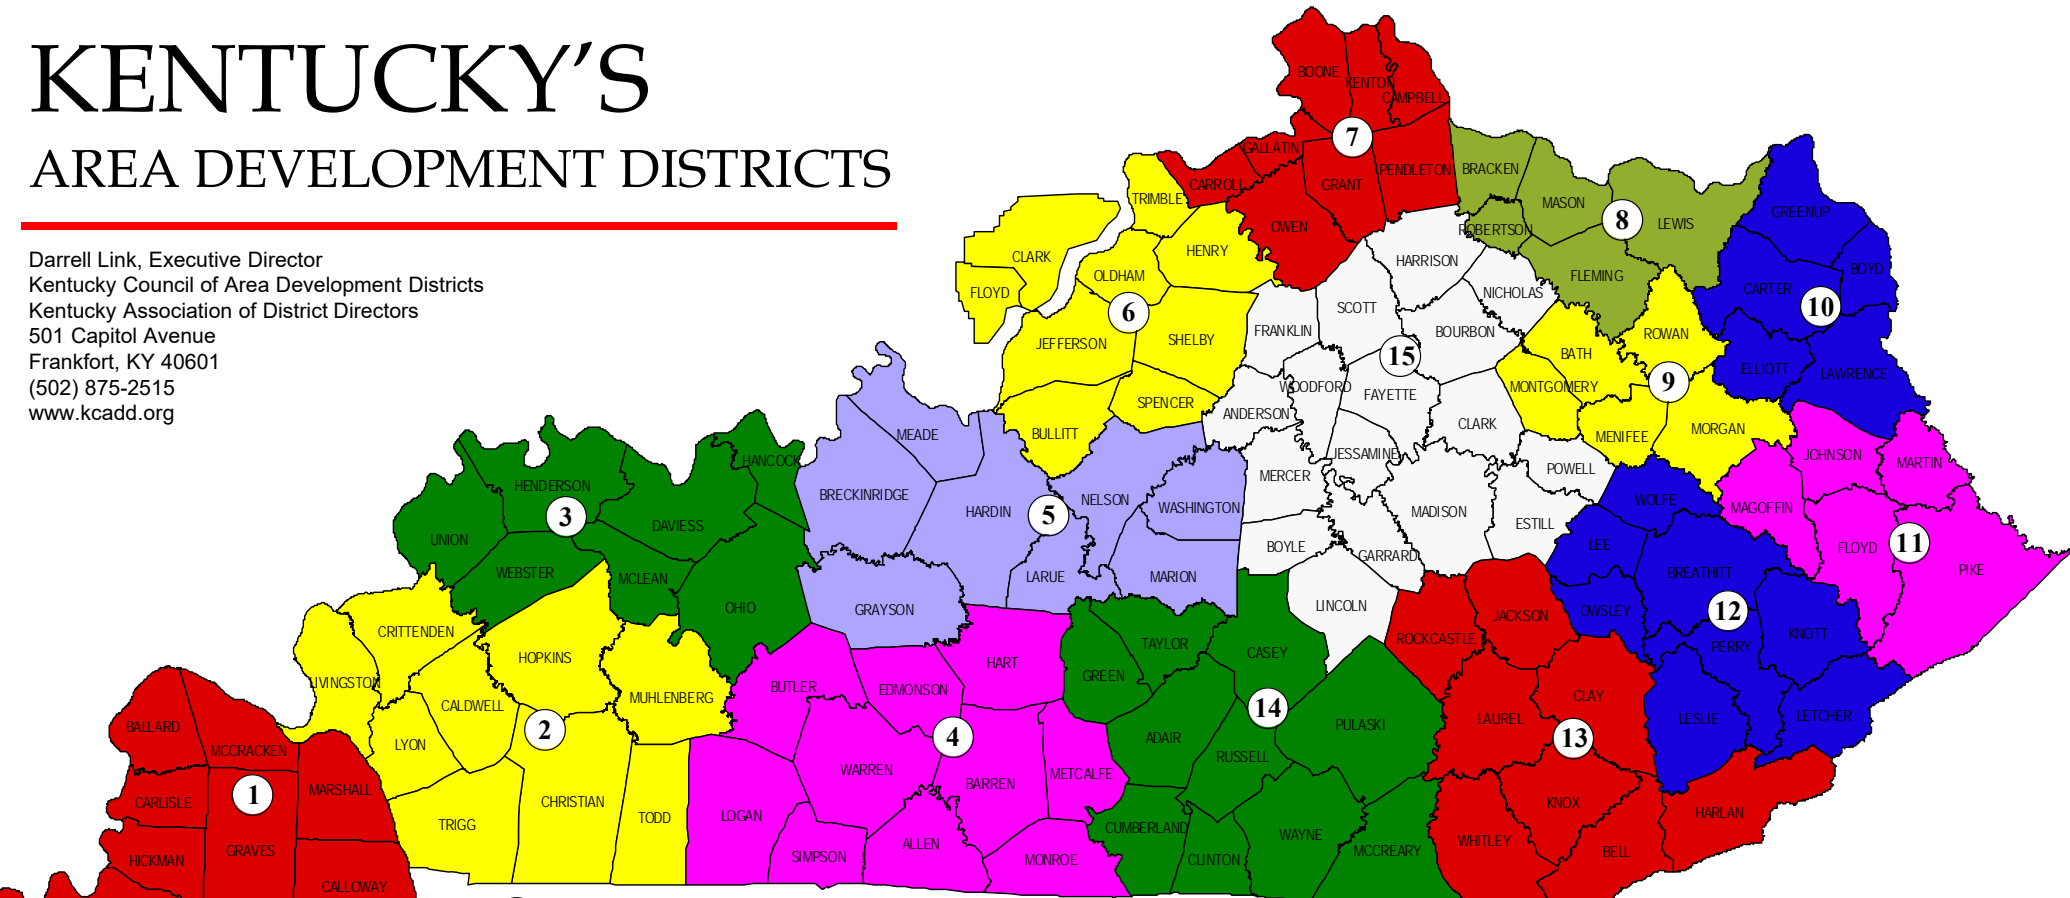 KENTUCKY'S
AREA DEVELOPMENT DISTRICTS
Darrell Link, Executive Director
Kentucky Council of Area Development Districts
Kentucky Association of District Directors
501 Capitol Avenue
Frankfort, KY 40601
(502) 875-2515
www.kcadd.org
BOONE
KENTON
CAMPBELL
7
GALLATIN
CARROLL
GRANT
PENDLETON
OWEN
BRACKEN
MASON
ROBERTSON
8
LEWIS
FLEMING
GREENUP
BOYD
CARTER
10
ELLIOTT
LAWRENCE
TRIMBLE
CLARK
FLOYD
HENRY
OLDHAM
6
JEFFERSON
SHELBY
SPENCER
BULLITT
HARRISON
NICHOLAS
SCOTT
FRANKLIN
BOURBON
15
WOODFORD
FAYETTE
ANDERSON
CLARK
JESSAMINE
MERCER
POWELL
MADISON
ESTILL
BOYLE
GARRARD
LINCOLN
ROWAN
BATH
9
MONTGOMERY
MENIFEE
MORGAN
JOHNSON
MARTIN
MAGOFFIN
FLOYD
11
PIKE
MEADE
BRECKINRIDGE
HARDIN
5
NELSON
WASHINGTON
LARUE
MARION
GRAYSON
HANCOCK
HENDERSON
3
DAVIESS
UNION
WEBSTER
MCLEAN
OHIO
WOLFE
LEE
BREATHITT
OWSLEY
12
PERRY
KNOTT
LESLIE
LETCHER
CRITTENDEN
HOPKINS
LIVINGSTON
CALDWELL
MUHLENBERG
LYON
2
TRIGG
CHRISTIAN
TODD
HART
BUTLER
EDMONSON
4
WARREN
BARREN
METCALFE
LOGAN
SIMPSON
ALLEN
MONROE
TAYLOR
CASEY
GREEN
14
PULASKI
ADAIR
RUSSELL
CUMBERLAND
WAYNE
CLINTON
MCCREARY
JACKSON
ROCKCASTLE
CLAY
LAUREL
13
KNOX
HARLAN
WHITLEY
BELL
BALLARD
MCCRACKEN
MARSHALL
CARLISLE
1
GRAVES
HICKMAN
CALLOWAY